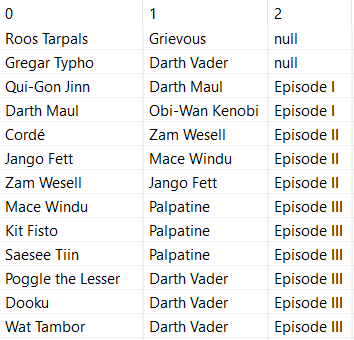 0 1 2
Roos Tarpals Grievous null
Gregar Typho Darth Vader null
Qui-Gon Jinn Darth Maul Episode I
Darth Maul Obi-Wan Kenobi Episode I
Cordé Zam Wesell Episode II
Jango Fett Mace Windu Episode II
Zam Wesell Jango Fett Episode II
Mace Windu Palpatine Episode III
Kit Fisto Palpatine Episode III
Saesee Tiin Palpatine Episode III
Poggle the Lesser Darth Vader Episode III
Dooku Darth Vader Episode III
Wat Tambor Darth Vader Episode III